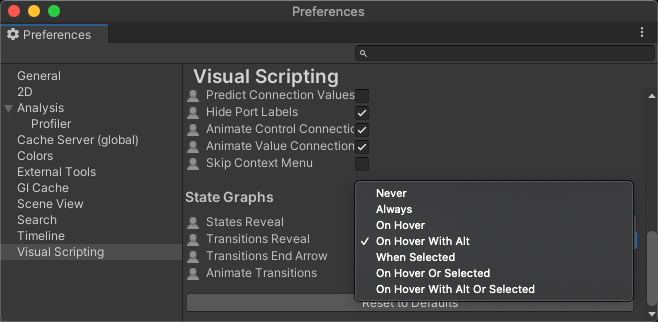 Preferences
Preferences
Visual Scripting
General
2D
Analysis
Profiler
Cache Server (global)
Colors
External Tools
GI Cache
Scene View
Search
Timeline
Visual Scripting
Predict Connection Values
Hide Port Labels
Animate Control Connectio
Animate Value Connection
Skip Context Menu
State Graphs
States Reveal
Transitions Reveal
Transitions End Arrow
Animate Transitions
Never
Always
On Hover
On Hover With Alt
When Selected
On Hover Or Selected
On Hover With Alt Or Selected
Reset to Defaults